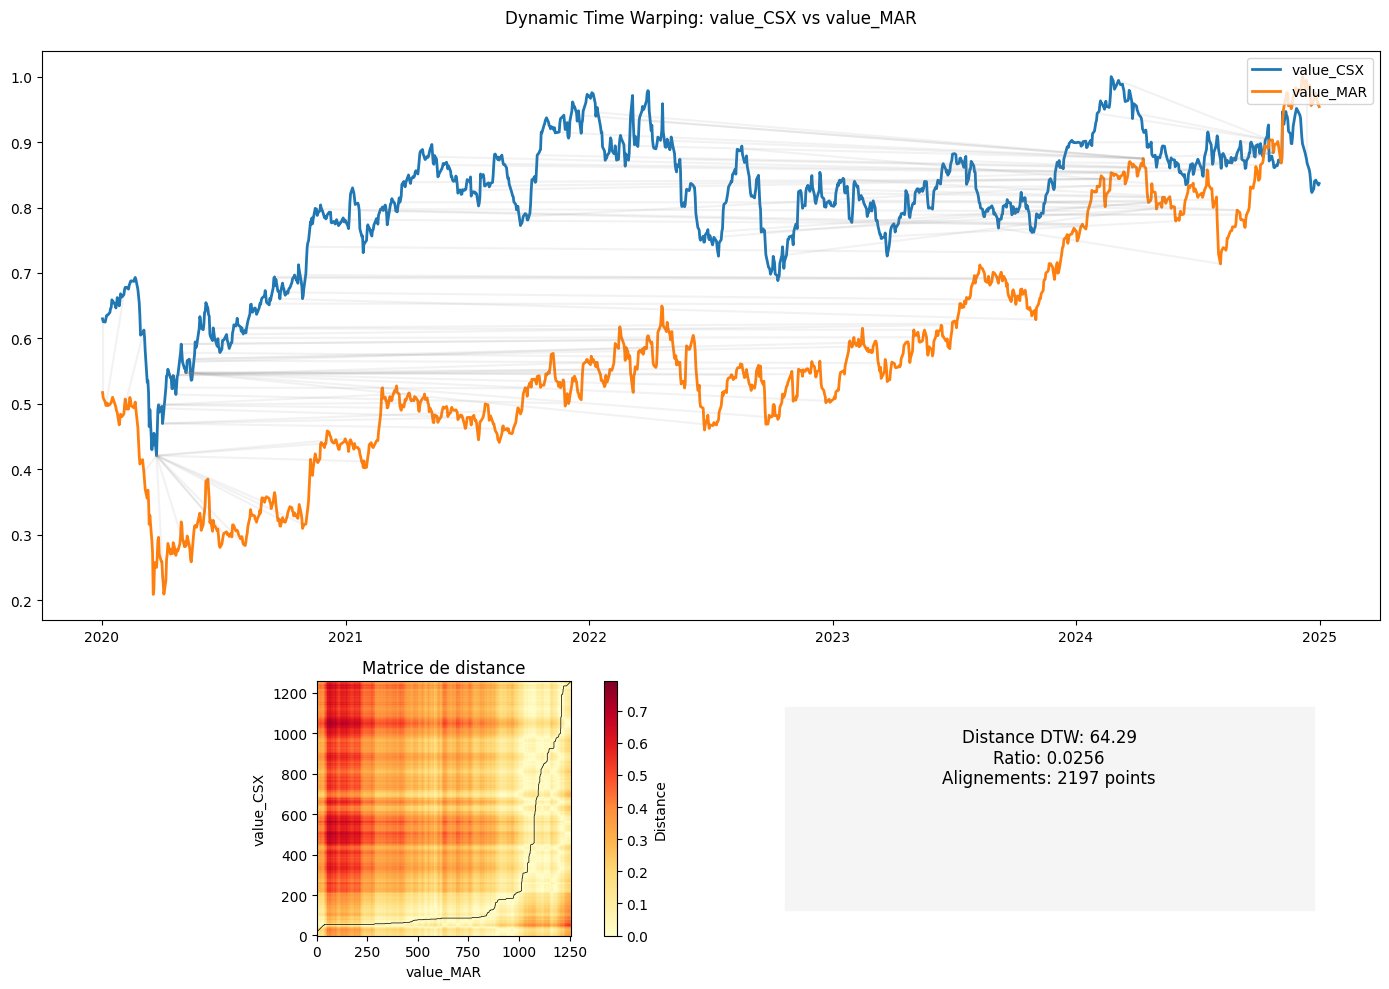 Dynamic Time Warping: value_CSX vs value_MAR
value_CSX
value_MAR
1.0
0.9
0.8
0.7
0.6
0.5
0.4
0.3
0.2
2020 2021 2022 2023 2024 2025
Matrice de distance
1200
1000
800
600
400
200
0
value_CSX
0 250 500 750 1000 1250
value_MAR
0.7
0.6
0.5
0.4
0.3
0.2
0.1
0.0
Distance
Distance DTW: 64.29
Ratio: 0.0256
Alignements: 2197 points